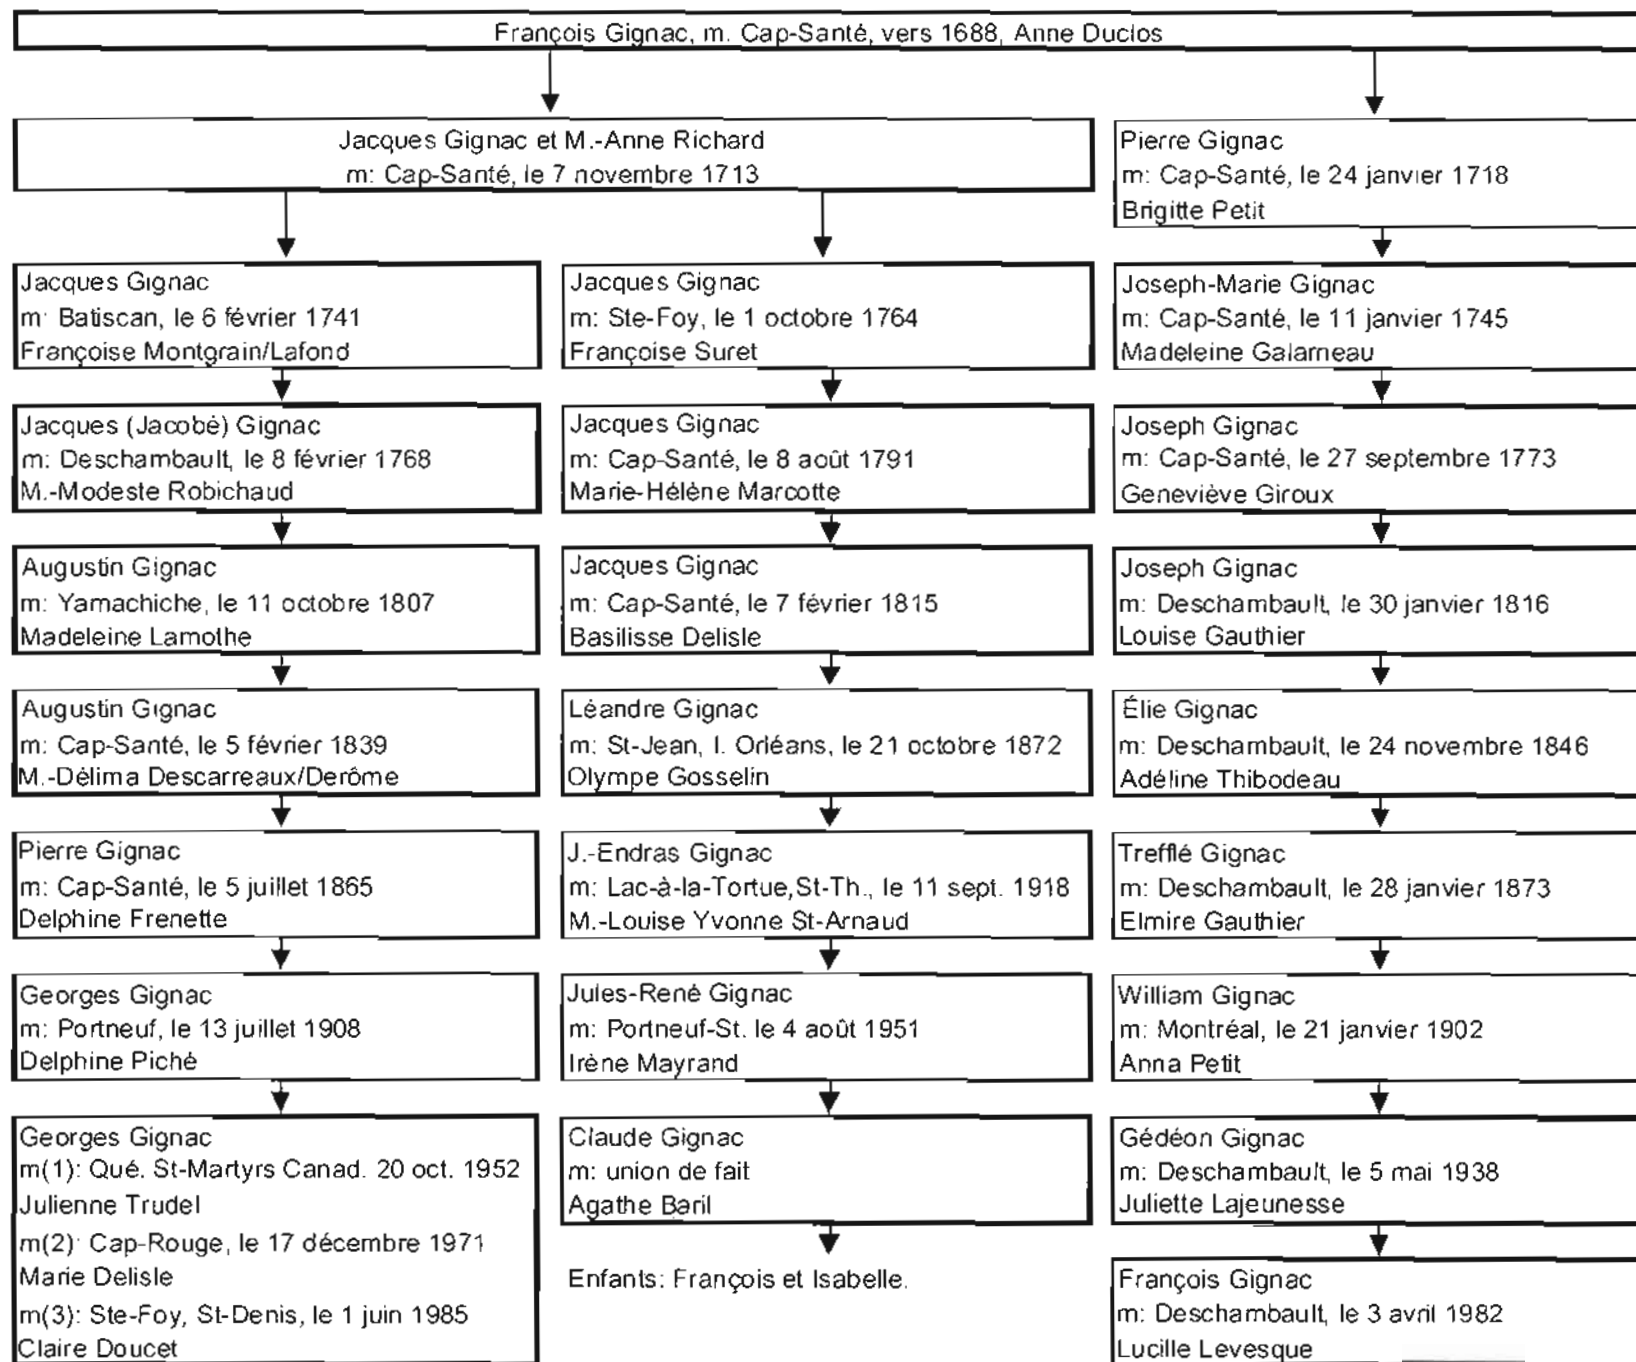 François Gignac, m. Cap-Santé, vers 1688, Anne Duclos
Jacques Gignac et M.-Anne Richard
m: Cap-Santé, le 7 novembre 1713
Jacques Gignac
m: Batiscan, le 6 février 1741
Françoise Montgrain/Lafond
Jacques (Jacobé) Gignac
m: Deschambault, le 8 février 1768
M.-Modeste Robichaud
Augustin Gignac
m: Yamachiche, le 11 octobre 1807
Madeleine Lamothe
Augustin Gignac
m: Cap-Santé, le 5 février 1839
M.-Délima Descarreaux/Derôme
Pierre Gignac
m: Cap-Santé, le 5 juillet 1865
Delphine Frenette
Georges Gignac
m: Portneuf, le 13 juillet 1908
Delphine Piché
Georges Gignac
m(1): Qué. St-Martyrs Canad. 20 oct. 1952
Julienne Trudel
m(2): Cap-Rouge, le 17 décembre 1971
Marie Delisle
m(3): Ste-Foy, St-Denis, le 1 juin 1985
Claire Doucet
Jacques Gignac
m: Ste-Foy, le 1 octobre 1764
Françoise Suret
Jacques Gignac
m: Cap-Santé, le 8 août 1791
Marie-Hélène Marcotte
Jacques Gignac
m: Cap-Santé, le 7 février 1815
Basilisse Delisle
Léandre Gignac
m: St-Jean, I. Orléans, le 21 octobre 1872
Olympe Gosselin
J.-Endras Gignac
m: Lac-à-la-Tortue,St-Th., le 11 sept. 1918
M.-Louise Yvonne St-Arnaud
Jules-René Gignac
m: Portneuf-St. le 4 août 1951
Irène Mayrand
Claude Gignac
m: union de fait
Agathe Baril
Enfants: François et Isabelle.
Pierre Gignac
m: Cap-Santé, le 24 janvier 1718
Brigitte Petit
Joseph-Marie Gignac
m: Cap-Santé, le 11 janvier 1745
Madeleine Galarneau
Joseph Gignac
m: Cap-Santé, le 27 septembre 1773
Geneviève Giroux
Joseph Gignac
m: Deschambault, le 30 janvier 1816
Louise Gauthier
Élie Gignac
m: Deschambault, le 24 novembre 1846
Adéline Thibodeau
Trefflé Gignac
m: Deschambault, le 28 janvier 1873
Elmire Gauthier
William Gignac
m: Montréal, le 21 janvier 1902
Anna Petit
Gédéon Gignac
m: Deschambault, le 5 mai 1938
Juliette Lajeunesse
François Gignac
m: Deschambault, le 3 avril 1982
Lucille Levesque